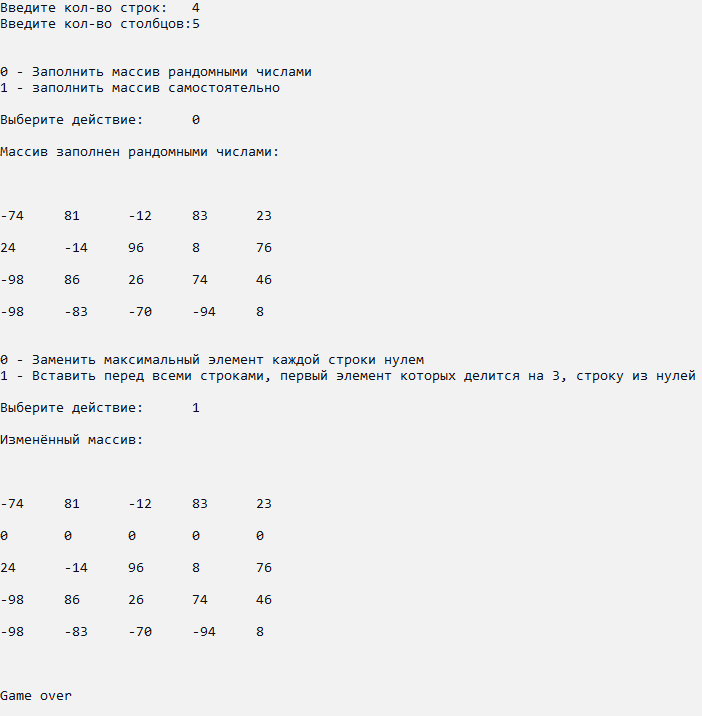 Введите кол-во строк:   4
Введите кол-во столбцов:5
0 - Заполнить массив рандомными числами
1 - заполнить массив самостоятельно
Выберите действие:      0
Массив заполнен рандомными числами:
-74     81      -12     83      23
24      -14     96      8       76
-98     86      26      74      46
-98     -83     -70     -94     8
0 - Заменить максимальный элемент каждой строки нулем
1 - Вставить перед всеми строками, первый элемент которых делится на 3, строку из нулей
Выберите действие:      1
Изменённый массив:
-74     81      -12     83      23
0       0       0       0       0
24      -14     96      8       76
-98     86      26      74      46
-98     -83     -70     -94     8
Game over